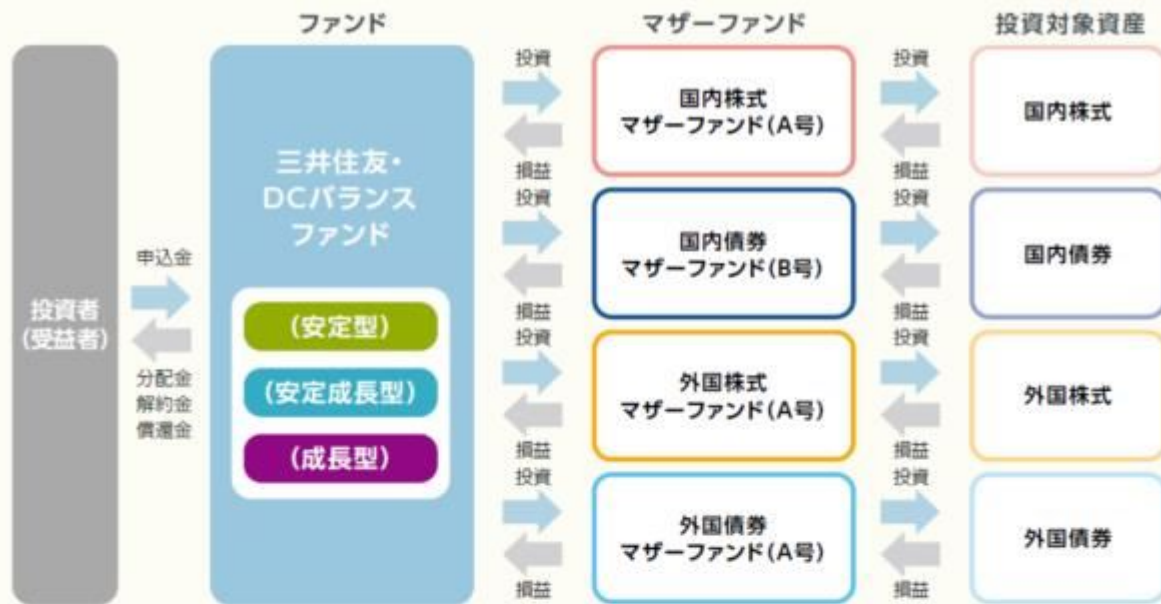 ファンド
マザーファンド
投資対象資産
投資者
(受益者)
申込金
分配金
解約金
償還金
三井住友・
DCバランス
ファンド
(安定型)
(安定成長型)
(成長型)
投資
損益
国内株式
マザーファンド(A号)
投資
損益
国内株式
投資
損益
国内債券
マザーファンド(B号)
投資
損益
国内債券
投資
損益
外国株式
マザーファンド(A号)
投資
損益
外国株式
投資
損益
外国債券
マザーファンド(A号)
投資
損益
外国債券